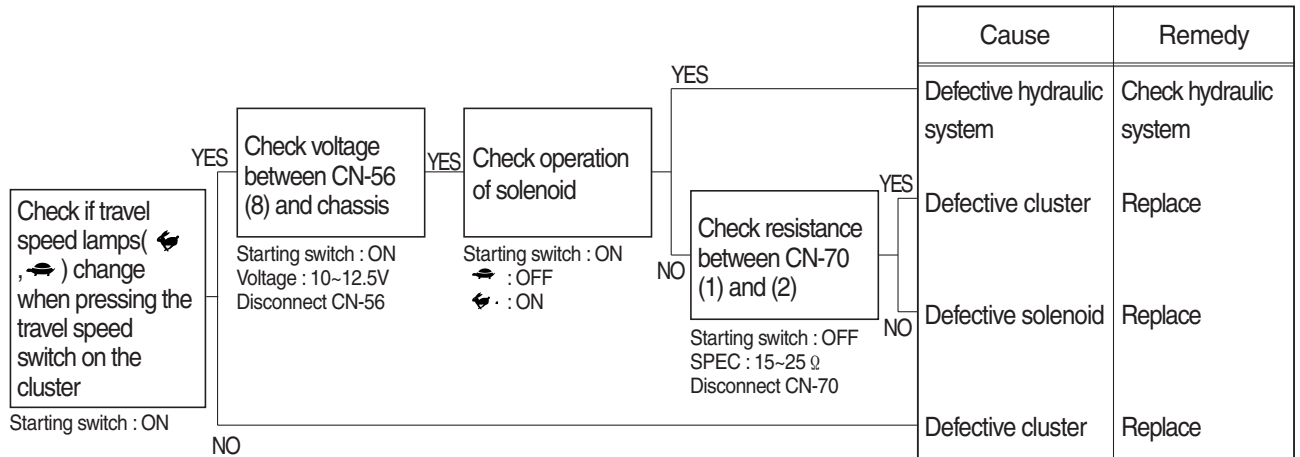 Cause
Remedy
YES
Defective hydraulic
system
Check hydraulic
system
YES
Check voltage
between CN-56
(8) and chassis
Starting switch : ON
Voltage : 10~12.5V
Disconnect CN-56
YES
Check operation
of solenoid
Starting switch : ON
: OFF
: ON
Check if travel
speed lamps(
, ) change
when pressing the
travel speed
switch on the
cluster
Starting switch : ON
NO
Check resistance
between CN-70
(1) and (2)
Starting switch : OFF
SPEC : 15~25 Ω
Disconnect CN-70
YES
Defective cluster
Replace
NO
Defective solenoid
Replace
NO
Defective cluster
Replace